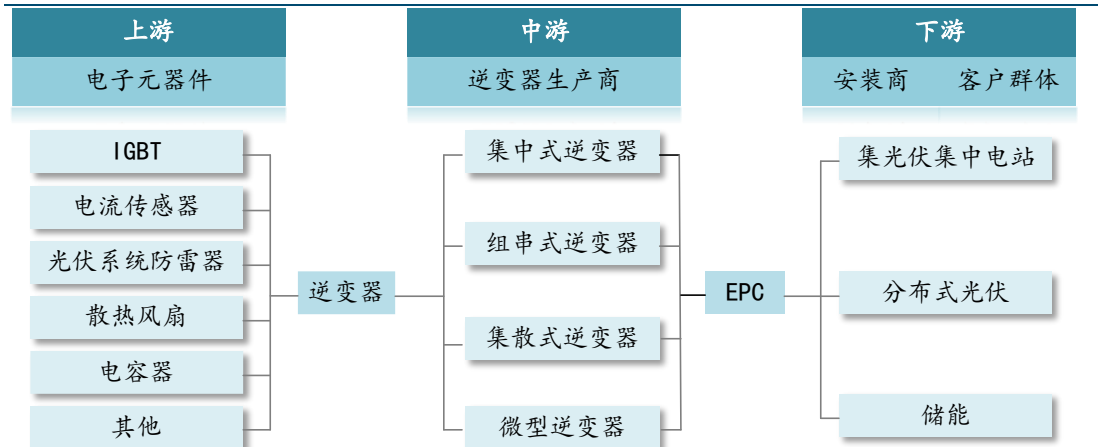 上游
中游
下游
电子元器件
逆变器生产商
安装商 客户群体
IGBT
电流传感器
光伏系统防雷器
散热风扇
电容器
其他
逆变器
集中式逆变器
组串式逆变器
集散式逆变器
微型逆变器
EPC
集光伏集中电站
分布式光伏
储能